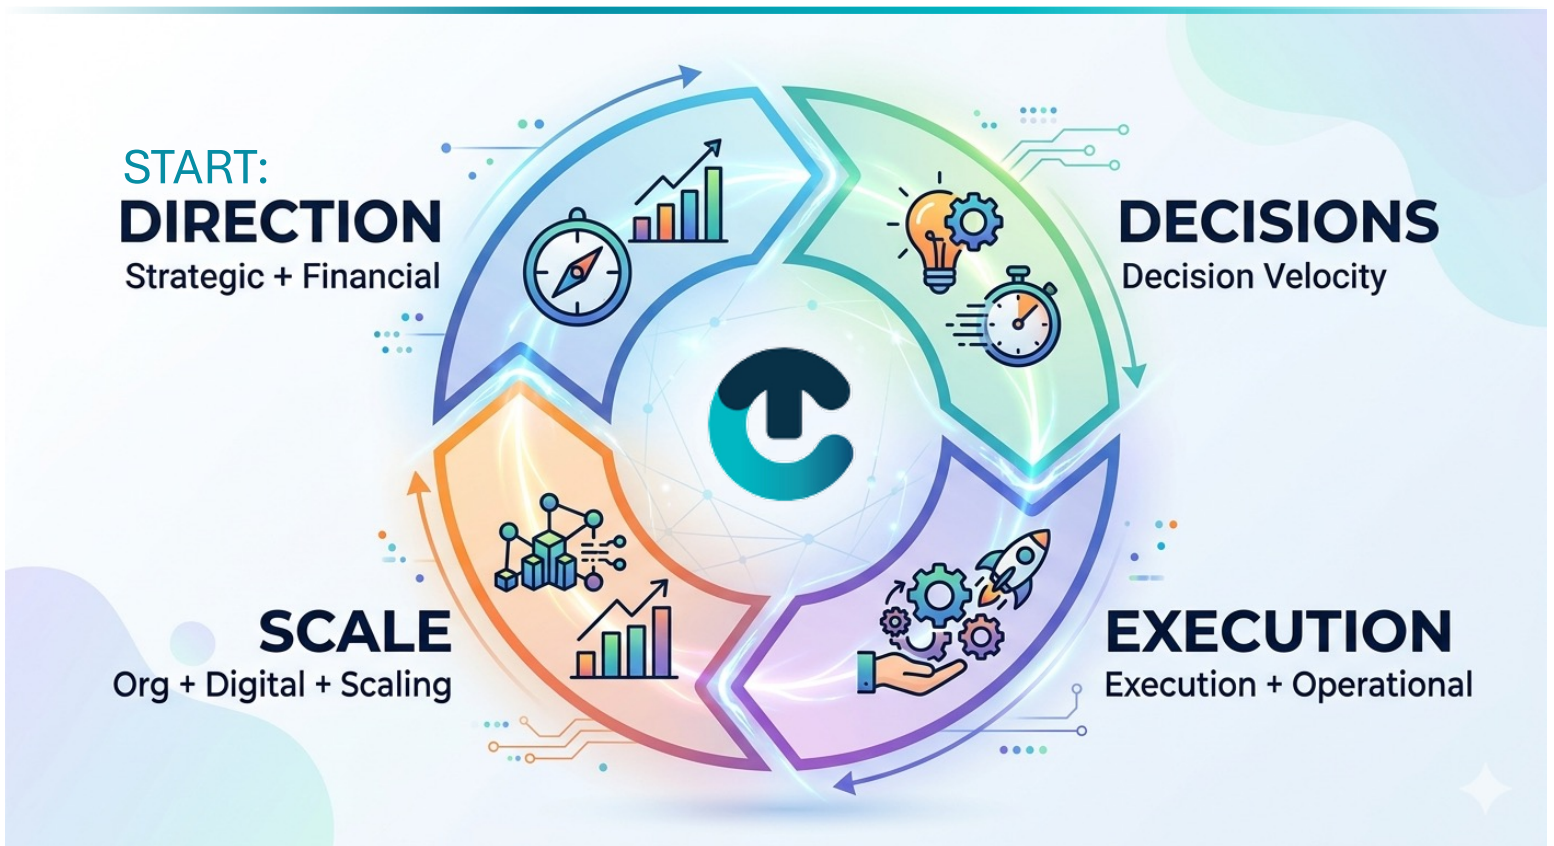 START:
DIRECTION
Strategic + Financial
DECISIONS
Decision Velocity
SCALE
Org + Digital + Scaling
EXECUTION
Execution + Operational